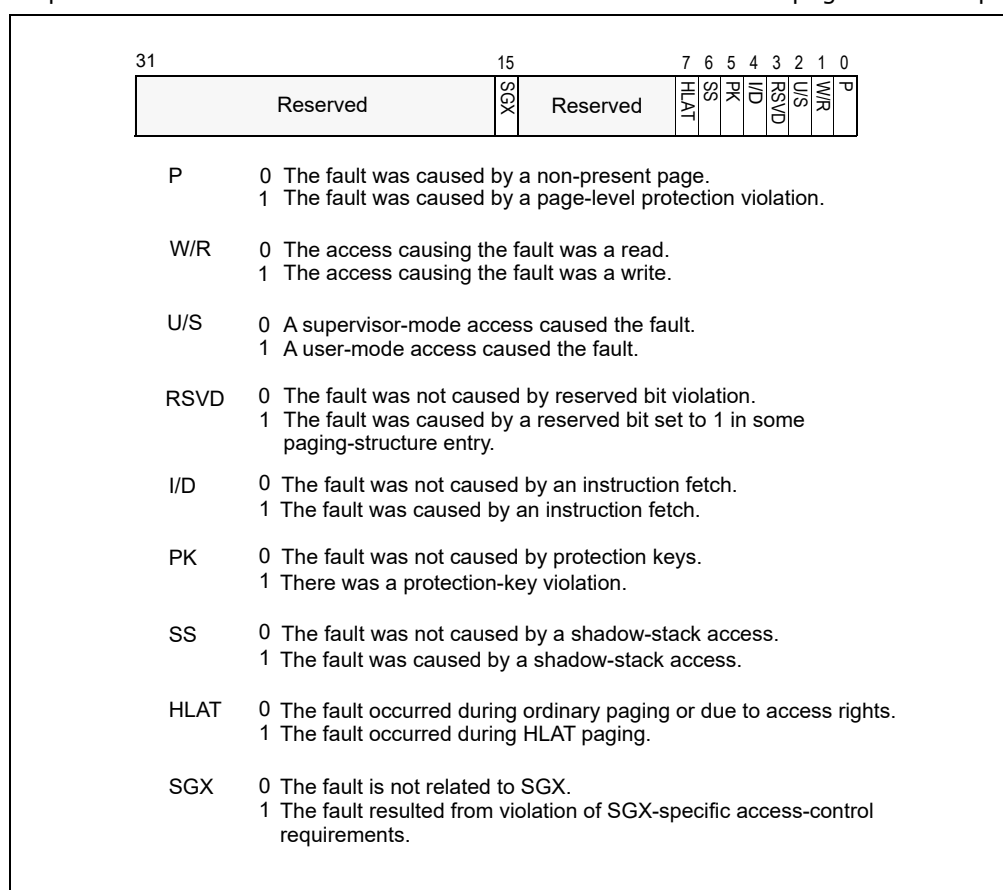 31 15 7 6 5 4 3 2 1 0
Reserved SGX Reserved HLAT SS PK I/D RSVD U/S W/R P
P 0 The fault was caused by a non-present page.
1 The fault was caused by a page-level protection violation.
W/R 0 The access causing the fault was a read.
1 The access causing the fault was a write.
U/S 0 A supervisor-mode access caused the fault.
1 A user-mode access caused the fault.
RSVD 0 The fault was not caused by reserved bit violation.
1 The fault was caused by a reserved bit set to 1 in some
paging-structure entry.
I/D 0 The fault was not caused by an instruction fetch.
1 The fault was caused by an instruction fetch.
PK 0 The fault was not caused by protection keys.
1 There was a protection-key violation.
SS 0 The fault was not caused by a shadow-stack access.
1 The fault was caused by a shadow-stack access.
HLAT 0 The fault occurred during ordinary paging or due to access rights.
1 The fault occurred during HLAT paging.
SGX 0 The fault is not related to SGX.
1 The fault resulted from violation of SGX-specific access-control
requirements.